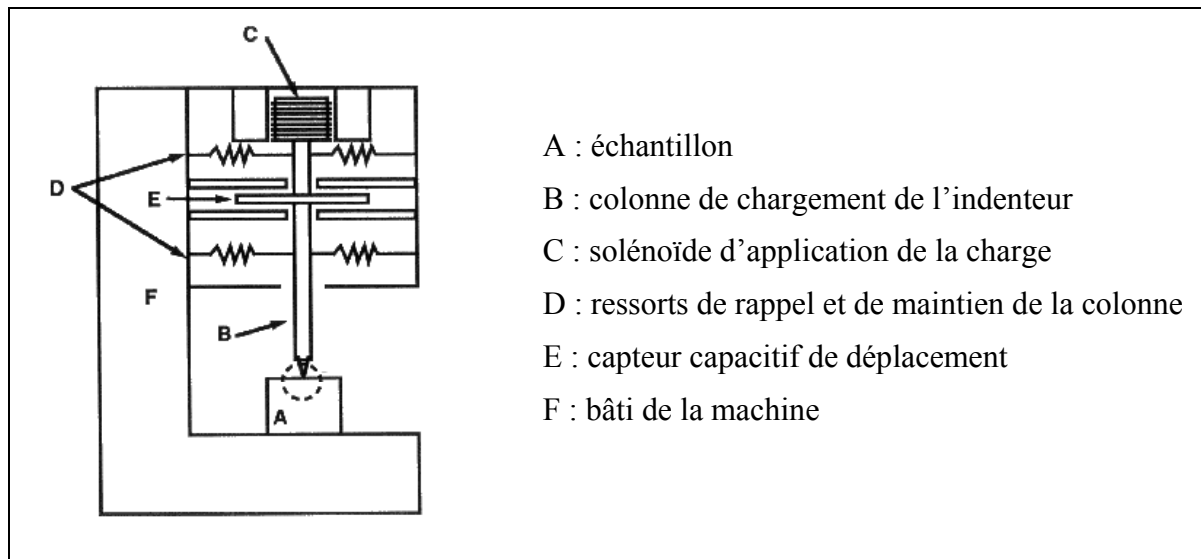 C
D
E
F
B
A
A : échantillon
B : colonne de chargement de l’indenteur
C : solénoïde d’application de la charge
D : ressorts de rappel et de maintien de la colonne
E : capteur capacitif de déplacement
F : bâti de la machine